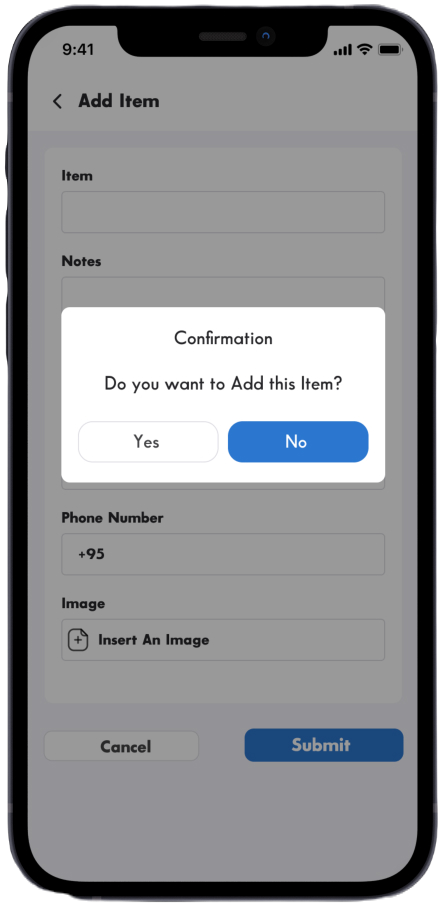 9:41
Add Item
Item
Notes
Confirmation
Do you want to Add this Item?
Yes
No
Phone Number
+95
Image
Insert An Image
Cancel
Submit